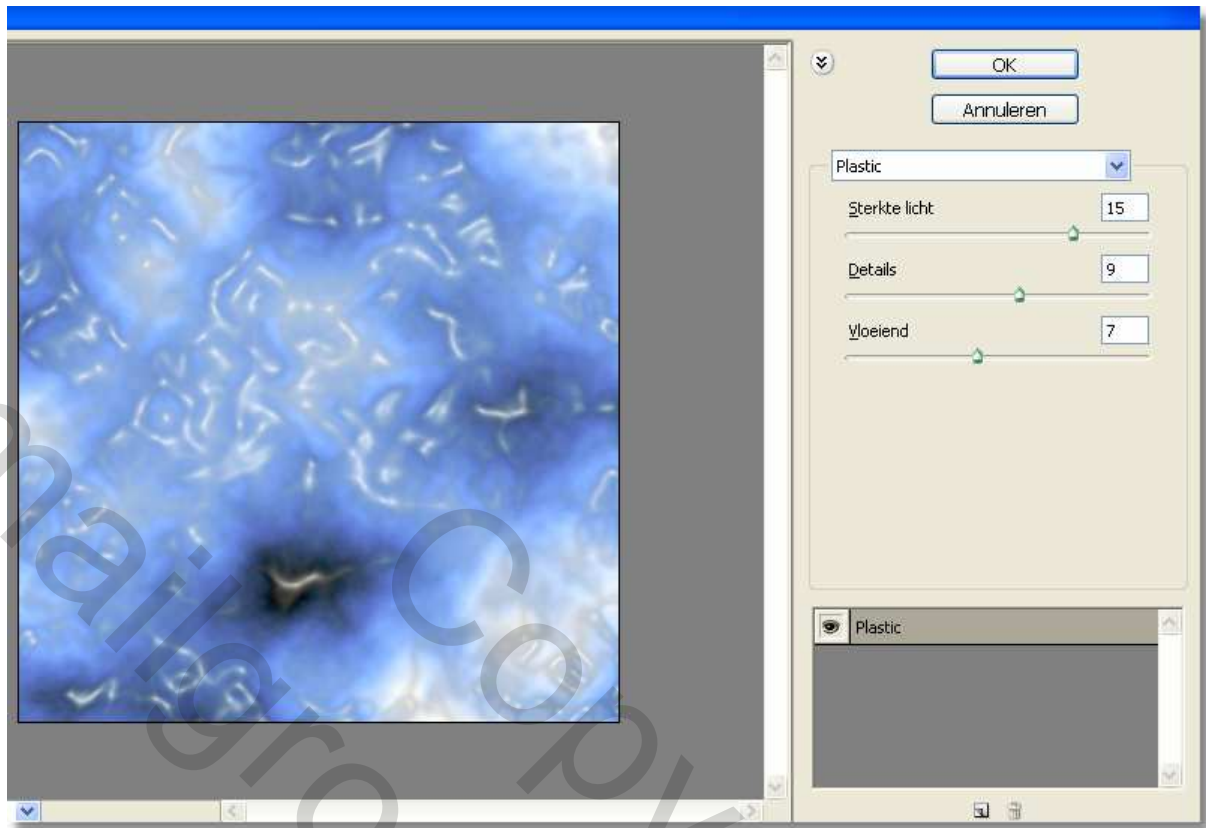 OK
Annuleren
Plastic
Sterkte licht 15
Details 9
Vloeiend 7
Plastic